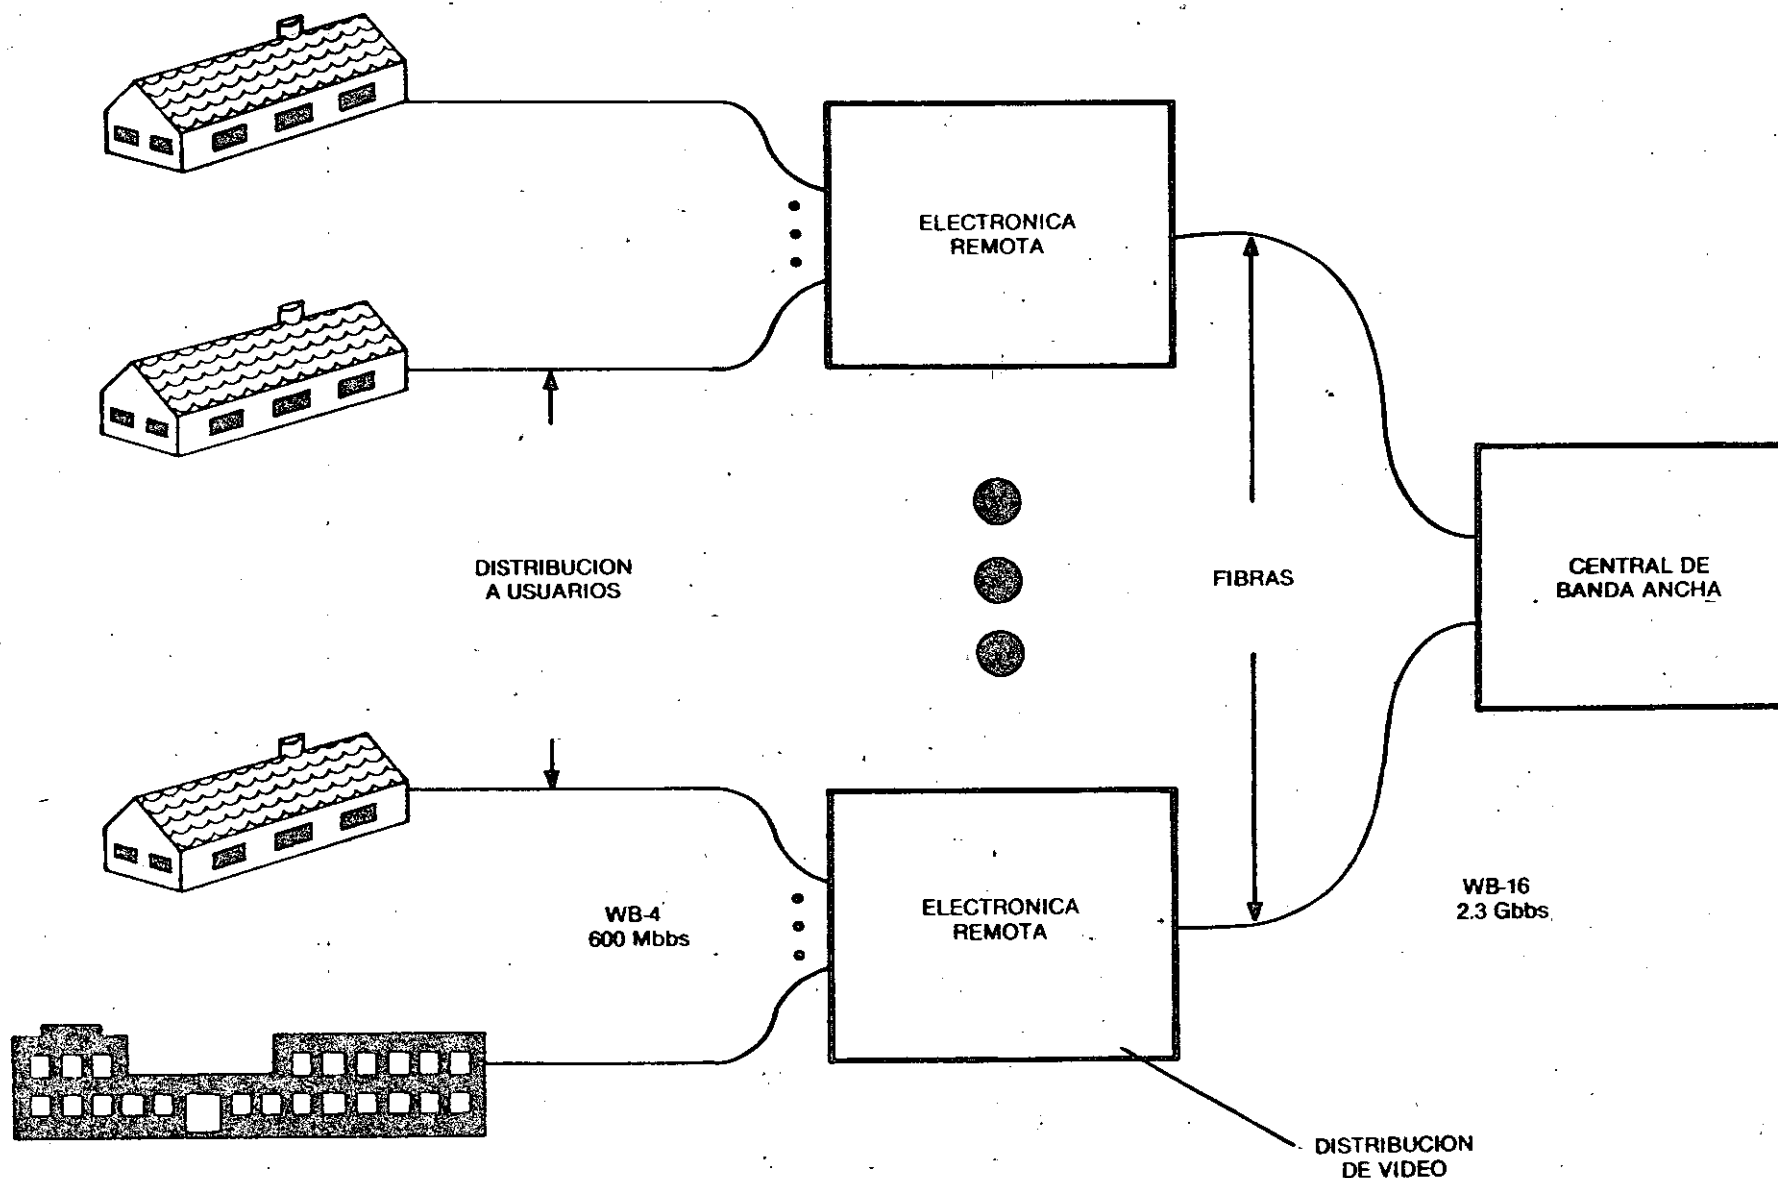 ELECTRONICA
REMOTA
DISTRIBUCION
A USUARIOS
FIBRAS
CENTRAL DE
BANDA ANCHA
WB-4
600 Mbbs
ELECTRONICA
REMOTA
WB-16
2.3 Gbbs
DISTRIBUCION
DE VIDEO